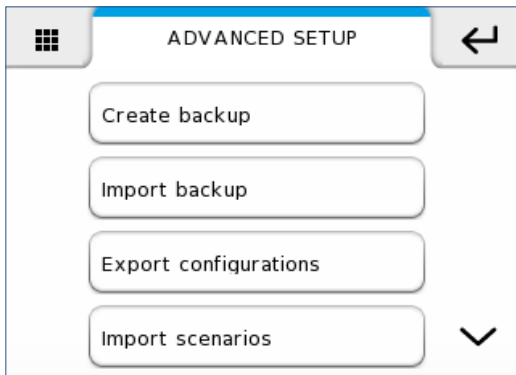 ADVANCED SETUP
Create backup
Import backup
Export configurations
Import scenarios